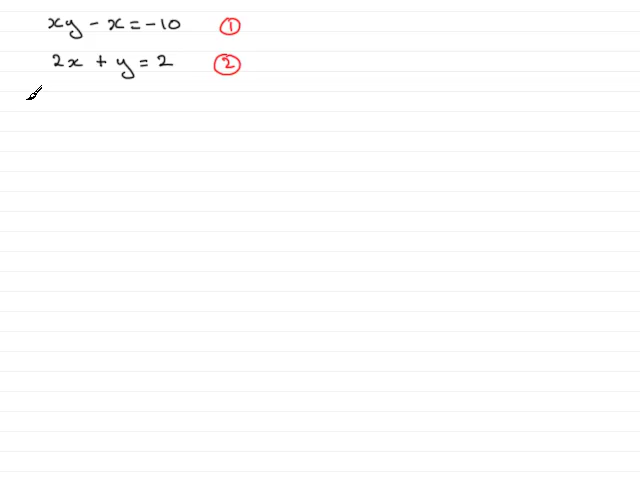 xy - x = -10 ①
2x + y = 2 ②